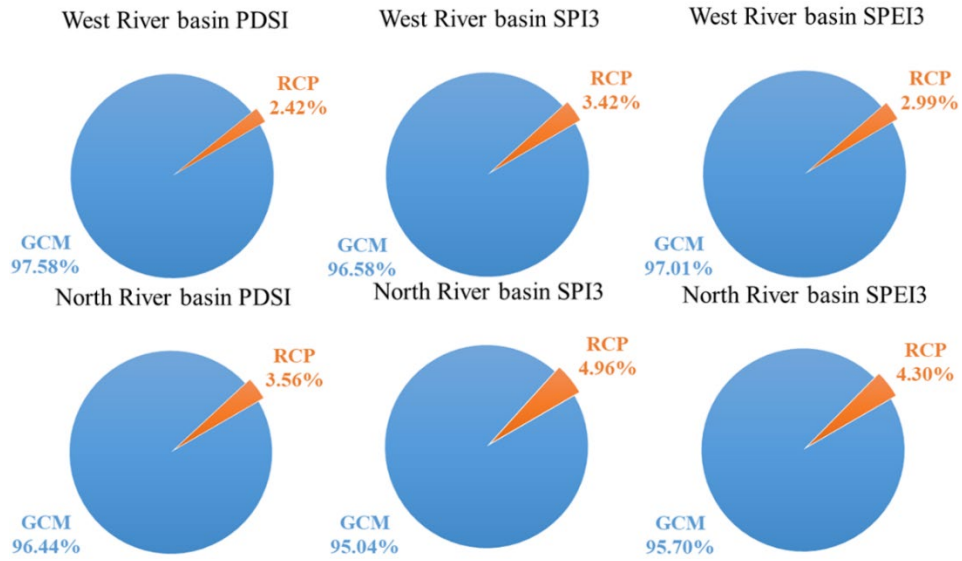 West River basin PDSI
RCP
2.42%
GCM
97.58%
West River basin SPI3
RCP
3.42%
GCM
96.58%
West River basin SPEI3
RCP
2.99%
GCM
97.01%
North River basin PDSI
RCP
3.56%
GCM
96.44%
North River basin SPI3
RCP
4.96%
GCM
95.04%
North River basin SPEI3
RCP
4.30%
GCM
95.70%